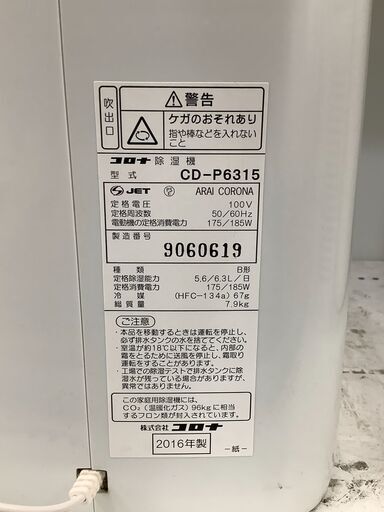 吹出口
⚠警告
ケガのおそれあり
指や棒などを入れない
こと
コロナ 除湿機
型式 CD-P6315
JET PS E ARAI CORONA
定格電圧 100V
定格周波数 50/60Hz
電動機の定格消費電力 175/185W
製造番号
9060619
種類 B形
定格除湿能力 5.6/6.3L/日
定格消費電力 175/185W
冷媒 (HFC-134a) 67g
総質量 7.9kg
ご注意
・本品を移動するときは運転を停止し、
必ず排水タンクの水を捨ててください。
・室温が約18℃以下になると、内部の
霜をとるために送風を停止し、霜取り
運転になることがあります。
・工場での除湿テストで排水タンクに除
湿水が残っている場合がありますが、
異常ではありません。
この家庭用除湿機には、
CO₂(温暖化ガス)96kgに相当
するフロン類が封入されています。
株式会社 コロナ
2016年製
-紙-